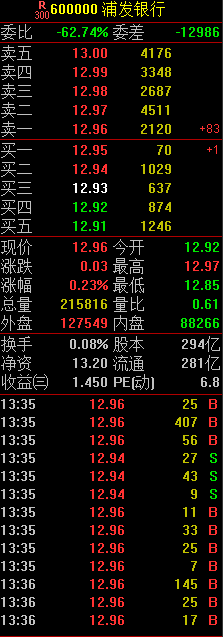 R
300 600000 浦发银行
委比 -62.74% 委差 -12986
卖五 13.00 4176
卖四 12.99 3348
卖三 12.98 2687
卖二 12.97 4511
卖一 12.96 2120 +83
买一 12.95 70 +1
买二 12.94 1029
买三 12.93 637
买四 12.92 874
买五 12.91 1246
现价 12.96 今开 12.92
涨跌 0.03 最高 12.97
涨幅 0.23% 最低 12.85
总量 215816 量比 0.61
外盘 127549 内盘 88266
换手 0.08% 股本 294亿
净资 13.20 流通 281亿
收益㈢ 1.450 PE(动) 6.8
13:35 12.96 25 B
13:35 12.96 407 B
13:35 12.96 56 B
13:35 12.94 27 S
13:35 12.94 43 S
13:35 12.94 9 S
13:35 12.96 11 B
13:35 12.96 33 B
13:35 12.96 25 B
13:35 12.96 7 B
13:36 12.96 145 B
13:36 12.96 25 B
13:36 12.96 17 B